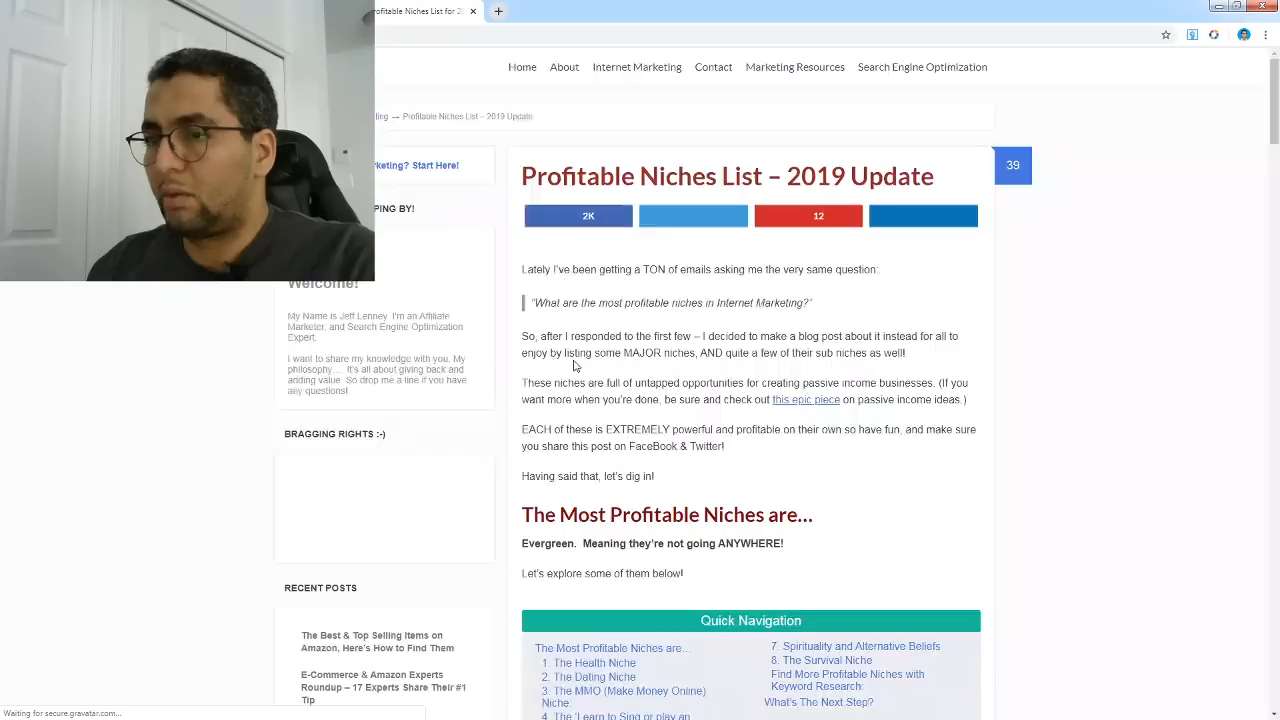 ofitable Niches List for 20
Home About Internet Marketing Contact Marketing Resources Search Engine Optimization
ting → Profitable Niches List – 2019 Update
rketing? Start Here!
PING BY!
Welcome!
My Name is Jeff Lenney. I'm an Affiliate
Marketer, and Search Engine Optimization
Expert.
I want to share my knowledge with you. My
philosophy… It's all about giving back and
adding value. So drop me a line if you have
any questions!
BRAGGING RIGHTS :-)
RECENT POSTS
The Best & Top Selling Items on
Amazon, Here's How to Find Them
E-Commerce & Amazon Experts
Roundup – 17 Experts Share Their #1
Tip
Profitable Niches List – 2019 Update
39
2K
12
Lately I've been getting a TON of emails asking me the very same question:
"What are the most profitable niches in Internet Marketing?"
So, after I responded to the first few – I decided to make a blog post about it instead for all to
enjoy by listing some MAJOR niches, AND quite a few of their sub niches as well!
These niches are full of untapped opportunities for creating passive income businesses. (If you
want more when you're done, be sure and check out this epic piece on passive income ideas.)
EACH of these is EXTREMELY powerful and profitable on their own so have fun, and make sure
you share this post on FaceBook & Twitter!
Having said that, let's dig in!
The Most Profitable Niches are…
Evergreen. Meaning they're not going ANYWHERE!
Let's explore some of them below!
Quick Navigation
The Most Profitable Niches are…
1. The Health Niche
2. The Dating Niche
3. The MMO (Make Money Online)
Niche:
4. The 'Learn to Sing or play an
7. Spirituality and Alternative Beliefs
8. The Survival Niche
Find More Profitable Niches with
Keyword Research:
What's The Next Step?
Waiting for secure.gravatar.com...